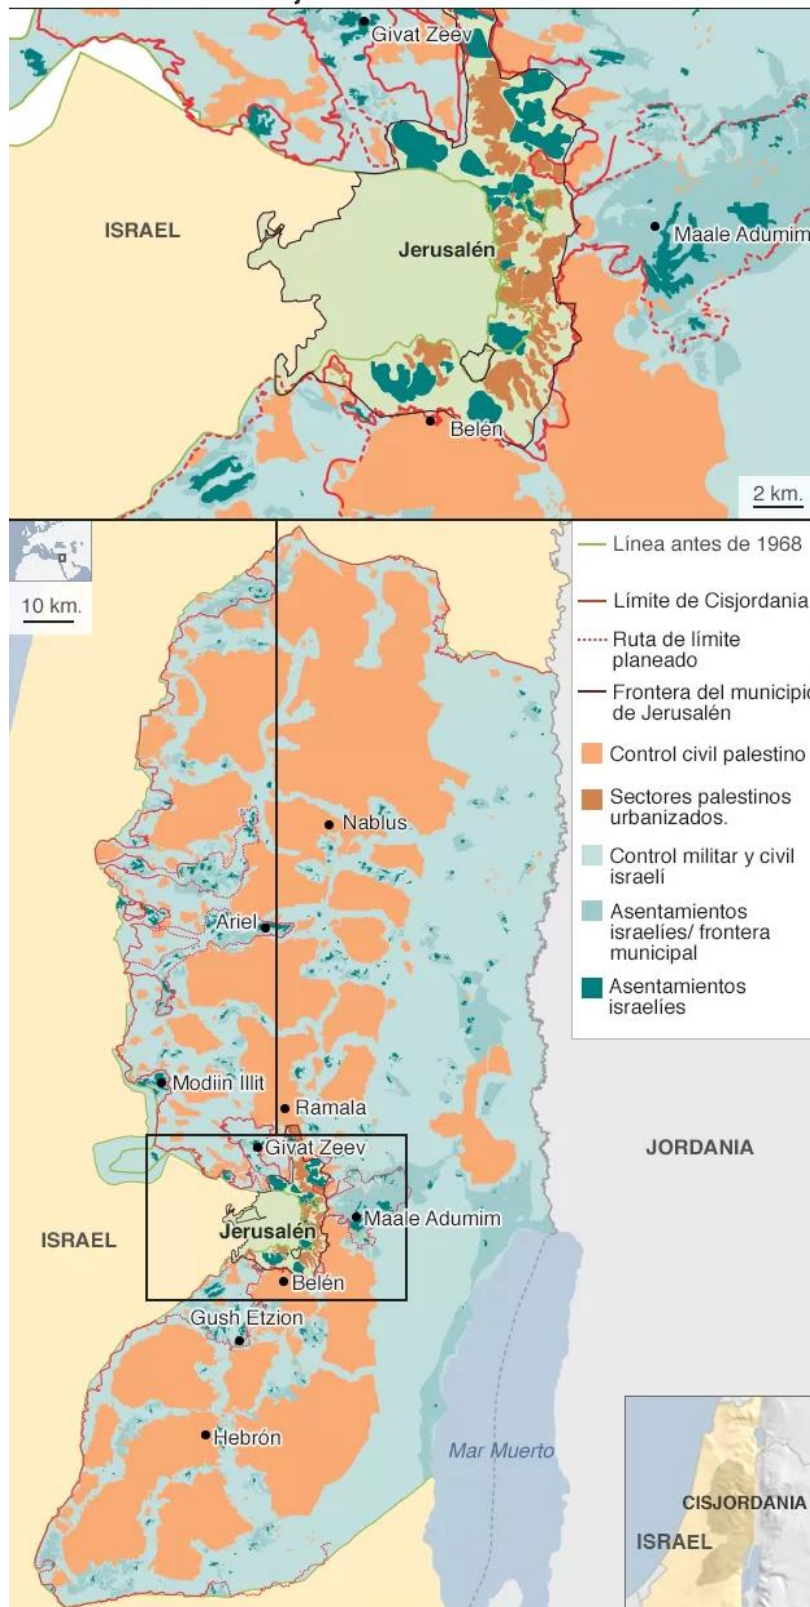 Givat Zeev
ISRAEL
Jerusalén
Maale Adumim
Belén
2 km.
10 km.
Línea antes de 1968
Límite de Cisjordania
Ruta de límite
planeado
Frontera del municipio
de Jerusalén
Control civil palestino
Sectores palestinos
urbanizados.
Control militar y civil
israelí
Asentamientos
israelíes/ frontera
municipal
Asentamientos
israelíes
Nablus
Ariel
Modiin Illit
Ramala
Givat Zeev
JORDANIA
Maale Adumim
Jerusalén
ISRAEL
Belén
Gush Etzion
Hebrón
Mar Muerto
CISJORDANIA
ISRAEL